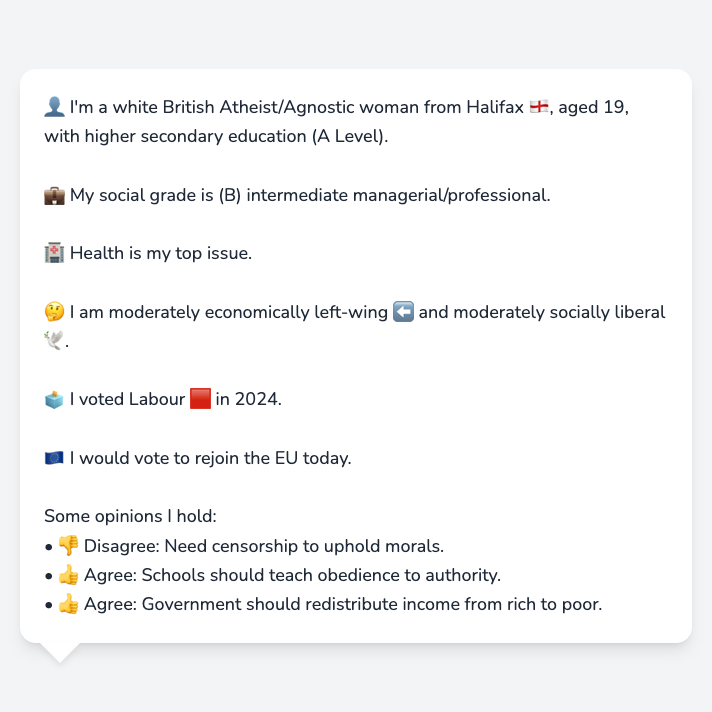 👤 I'm a white British Atheist/Agnostic woman from Halifax 🏴󠁧󠁢󠁥󠁮󠁧󠁿, aged 19,
with higher secondary education (A Level).
💼 My social grade is (B) intermediate managerial/professional.
🏥 Health is my top issue.
🤔 I am moderately economically left-wing ⬅️ and moderately socially liberal
🕊️.
🗳️ I voted Labour 🟥 in 2024.
🇪🇺 I would vote to rejoin the EU today.
Some opinions I hold:
• 👎 Disagree: Need censorship to uphold morals.
• 👍 Agree: Schools should teach obedience to authority.
• 👍 Agree: Government should redistribute income from rich to poor.